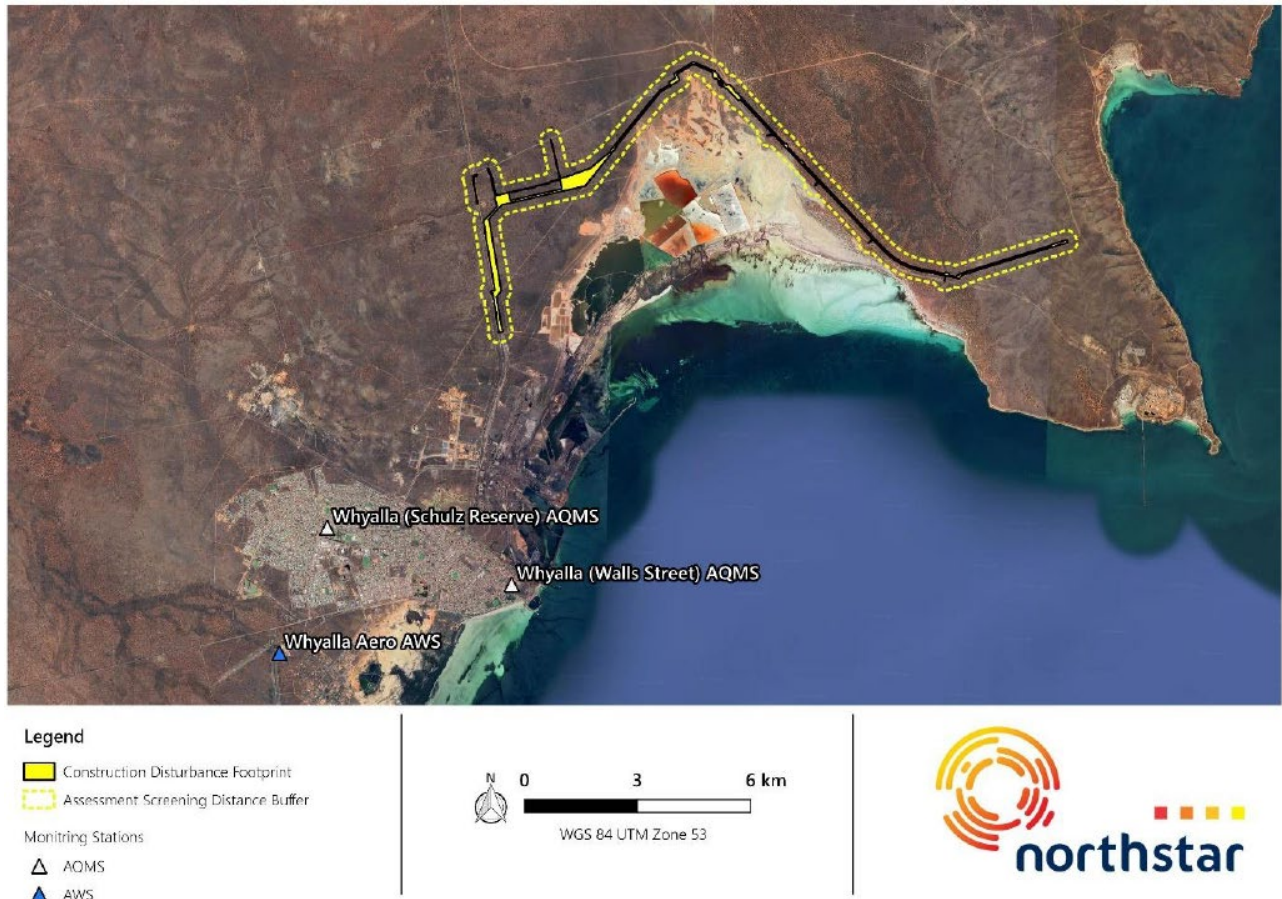 Whyalla (Schulz Reserve) AQMS
Whyalla (Walls Street) AQMS
Whyalla Aero AWS
Legend
Construction Disturbance Footprint
Assessment Screening Distance Buffer
Monitring Stations
AQMS
AWS
N
0 3 6 km
WGS 84 UTM Zone 53
northstar